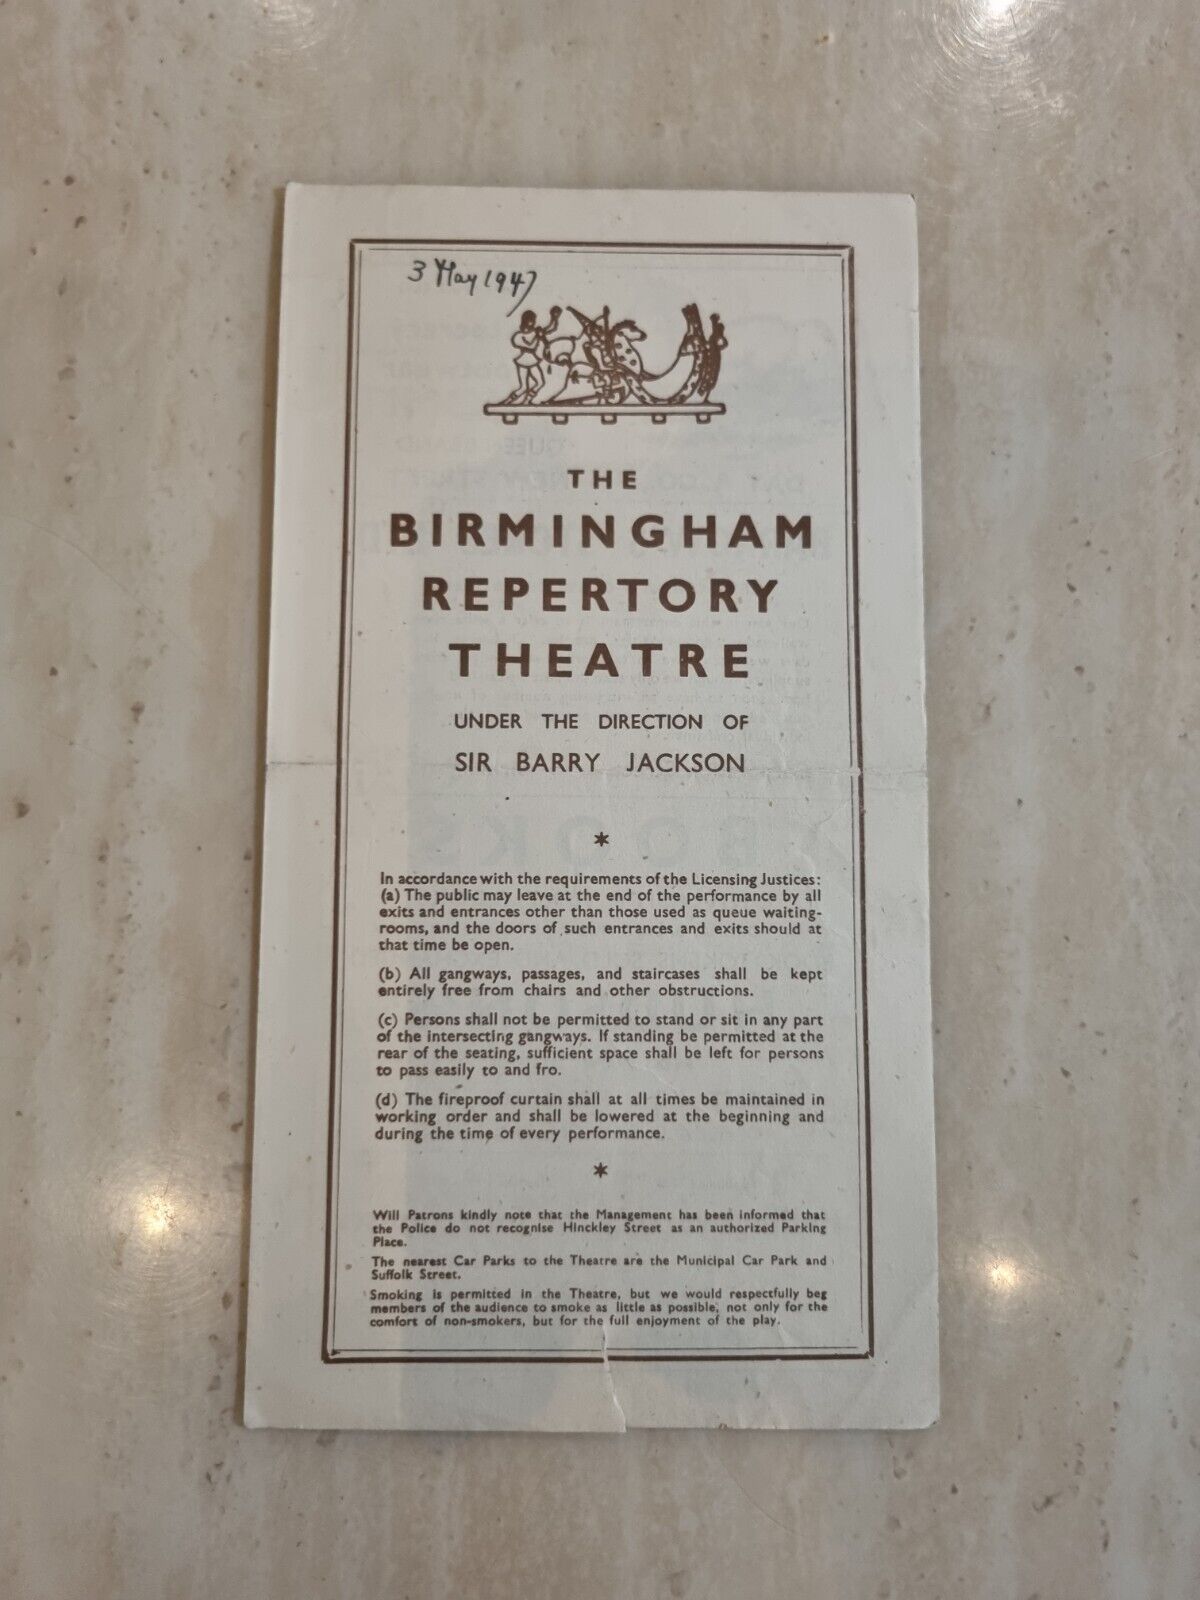 3 May 1947
THE
BIRMINGHAM
REPERTORY
THEATRE
UNDER THE DIRECTION OF
SIR BARRY JACKSON
*
In accordance with the requirements of the Licensing Justices:
(a) The public may leave at the end of the performance by all
exits and entrances other than those used as queue waiting-
rooms, and the doors of such entrances and exits should at
that time be open.
(b) All gangways, passages, and staircases shall be kept
entirely free from chairs and other obstructions.
(c) Persons shall not be permitted to stand or sit in any part
of the intersecting gangways. If standing be permitted at the
rear of the seating, sufficient space shall be left for persons
to pass easily to and fro.
(d) The fireproof curtain shall at all times be maintained in
working order and shall be lowered at the beginning and
during the time of every performance.
*
Will Patrons kindly note that the Management has been informed that
the Police do not recognise Hinckley Street as an authorized Parking
Place.
The nearest Car Parks to the Theatre are the Municipal Car Park and
Suffolk Street.
Smoking is permitted in the Theatre, but we would respectfully beg
members of the audience to smoke as little as possible, not only for the
comfort of non-smokers, but for the full enjoyment of the play.